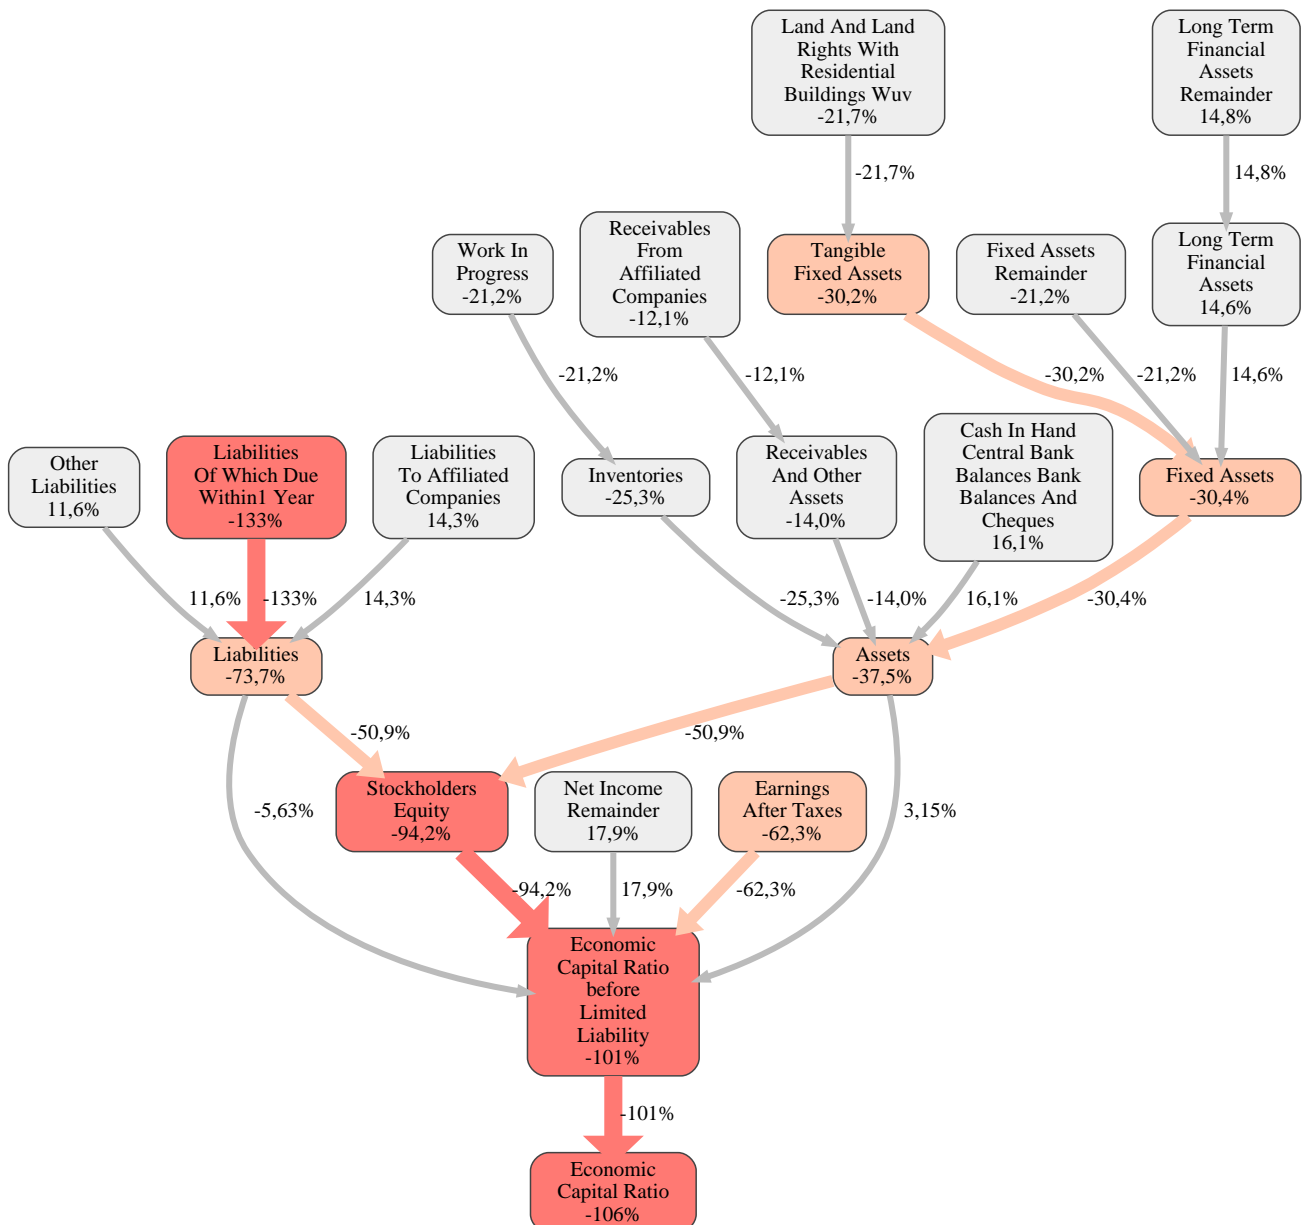 Land And Land
Rights With
Residential
Buildings Wuv
-21,7%
Long Term
Financial
Assets
Remainder
14,8%
-21,7%
14,8%
Work In
Progress
-21,2%
Receivables
From
Affiliated
Companies
-12,1%
Tangible
Fixed Assets
-30,2%
Fixed Assets
Remainder
-21,2%
Long Term
Financial
Assets
14,6%
-21,2%
-12,1%
-30,2%
-21,2%
14,6%
Other
Liabilities
11,6%
Liabilities
Of Which Due
Within1 Year
-133%
Liabilities
To Affiliated
Companies
14,3%
Inventories
-25,3%
Receivables
And Other
Assets
-14,0%
Cash In Hand
Central Bank
Balances Bank
Balances And
Cheques
16,1%
Fixed Assets
-30,4%
11,6%
-133%
14,3%
-25,3%
-14,0%
16,1%
-30,4%
Liabilities
-73,7%
Assets
-37,5%
-50,9%
-50,9%
-5,63%
Stockholders
Equity
-94,2%
Net Income
Remainder
17,9%
Earnings
After Taxes
-62,3%
3,15%
-94,2%
17,9%
-62,3%
Economic
Capital Ratio
before
Limited
Liability
-101%
-101%
Economic
Capital Ratio
-106%